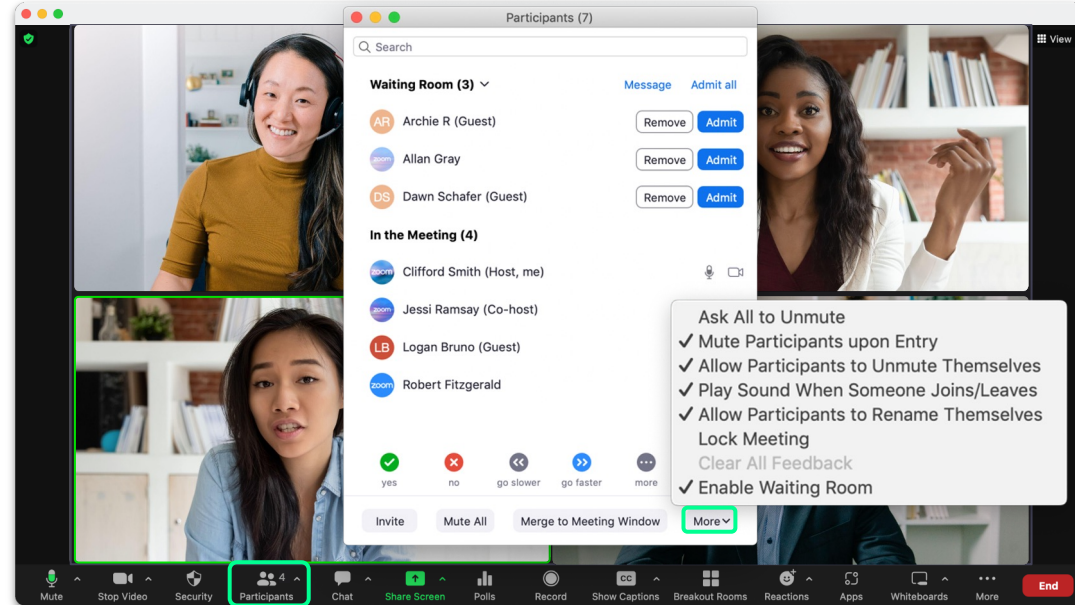 Participants (7)
View
Search
Waiting Room (3)
Message
Admit all
AR
Archie R (Guest)
Remove
Admit
zoom
Allan Gray
Remove
Admit
DS
Dawn Schafer (Guest)
Remove
Admit
In the Meeting (4)
zoom
Clifford Smith (Host, me)
zoom
Jessi Ramsay (Co-host)
LB
Logan Bruno (Guest)
zoom
Robert Fitzgerald
Ask All to Unmute
Mute Participants upon Entry
Allow Participants to Unmute Themselves
Play Sound When Someone Joins/Leaves
Allow Participants to Rename Themselves
Lock Meeting
Clear All Feedback
Enable Waiting Room
yes
no
go slower
go faster
more
Invite
Mute All
Merge to Meeting Window
More
4
CC
Mute
Stop Video
Security
Participants
Chat
Share Screen
Polls
Record
Show Captions
Breakout Rooms
Reactions
Apps
Whiteboards
More
End